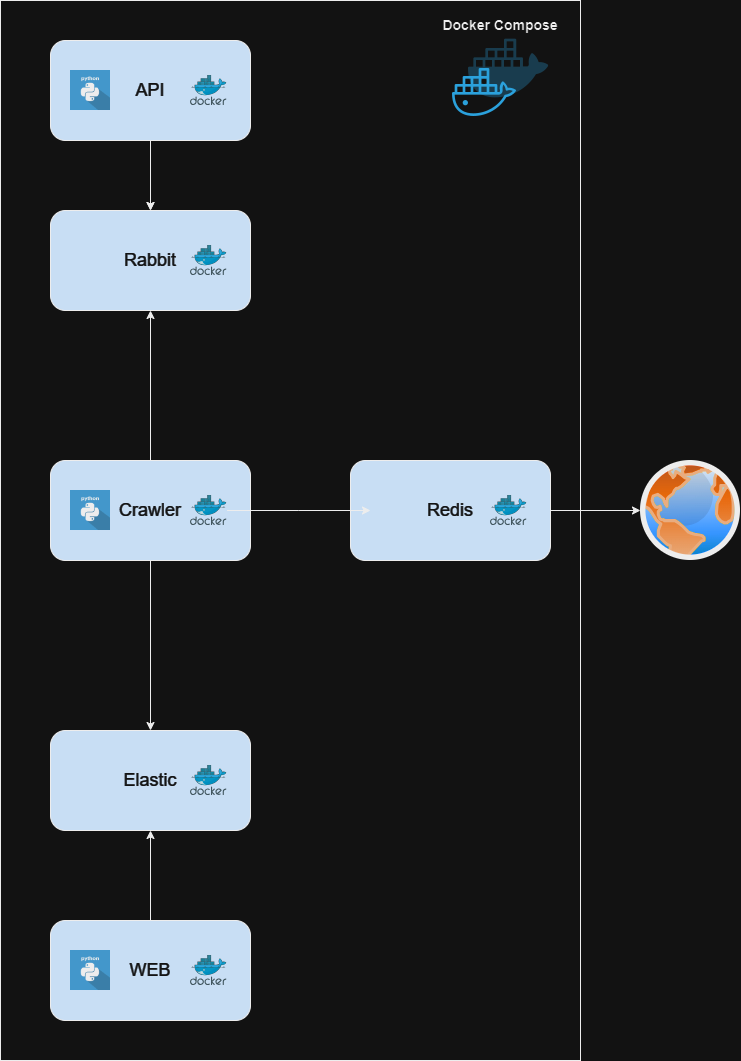 Docker Compose
python
API
docker
Rabbit
docker
python
Crawler
docker
Redis
docker
Elastic
docker
python
WEB
docker